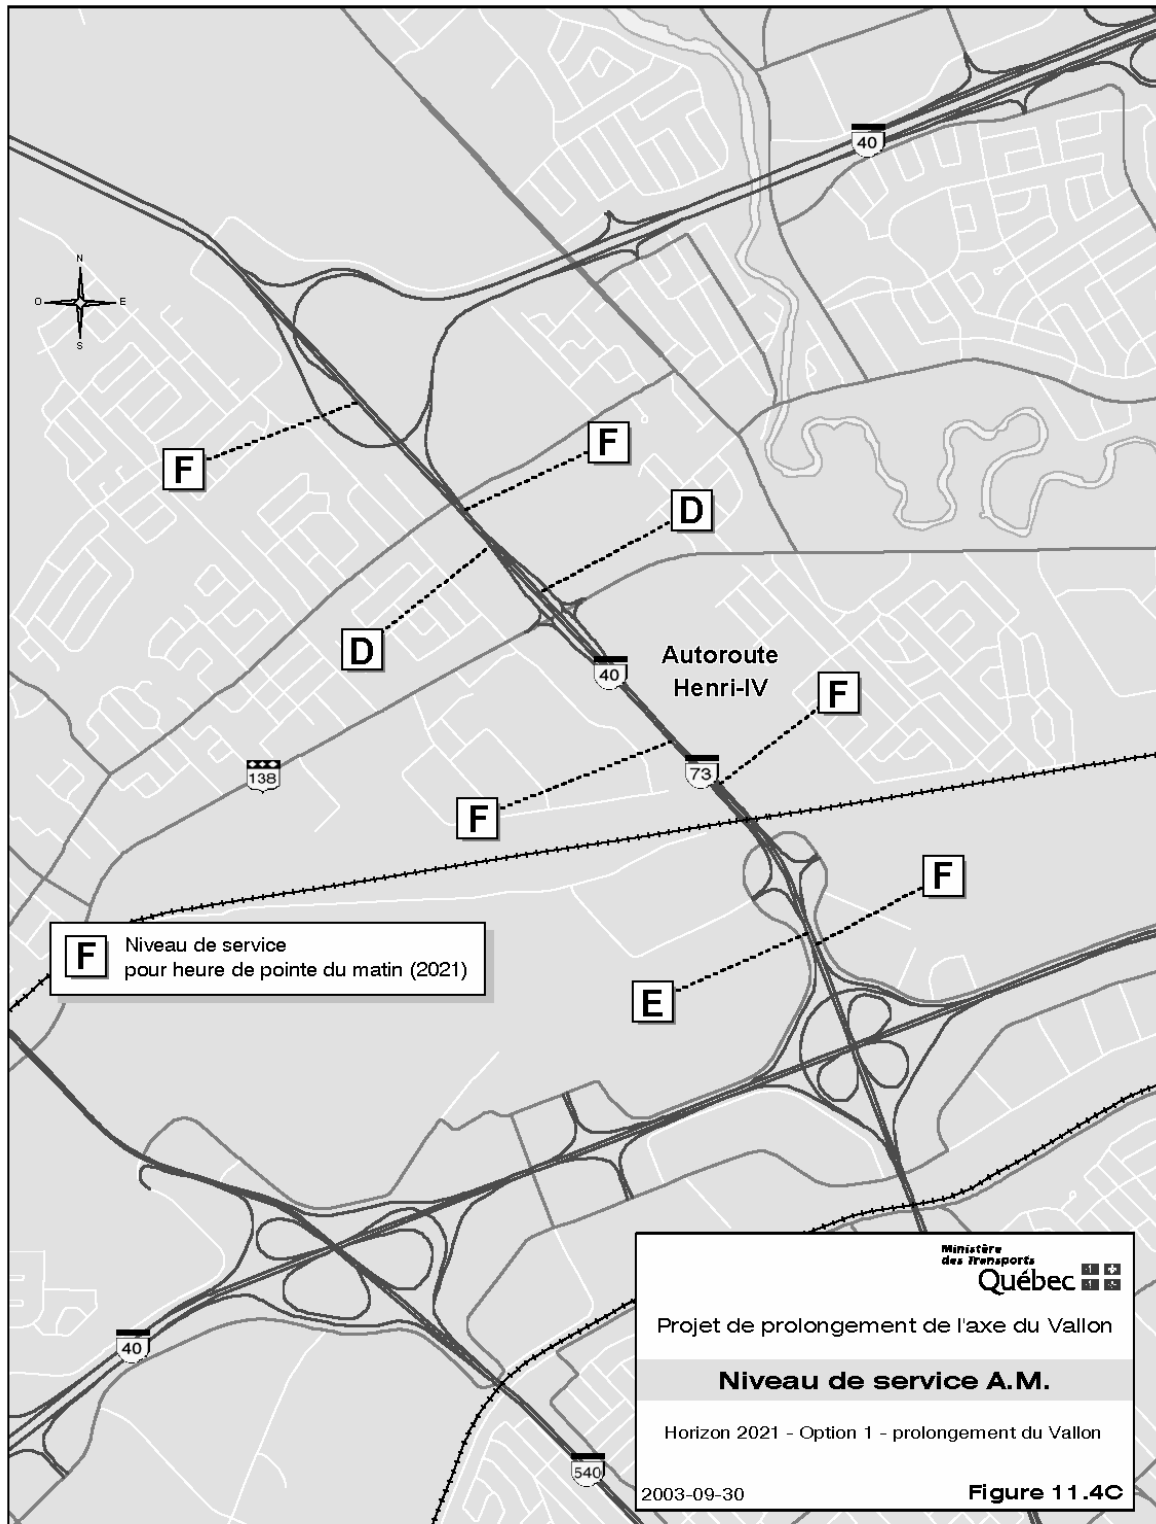 40
N
O E
S
F
F
D
D
40
Autoroute
Henri-IV
F
138
73
F
F
F Niveau de service
pour heure de pointe du matin (2021)
E
Ministère
des Transports
Québec
Projet de prolongement de l'axe du Vallon
40
Niveau de service A.M.
Horizon 2021 - Option 1 - prolongement du Vallon
540
2003-09-30 Figure 11.4C